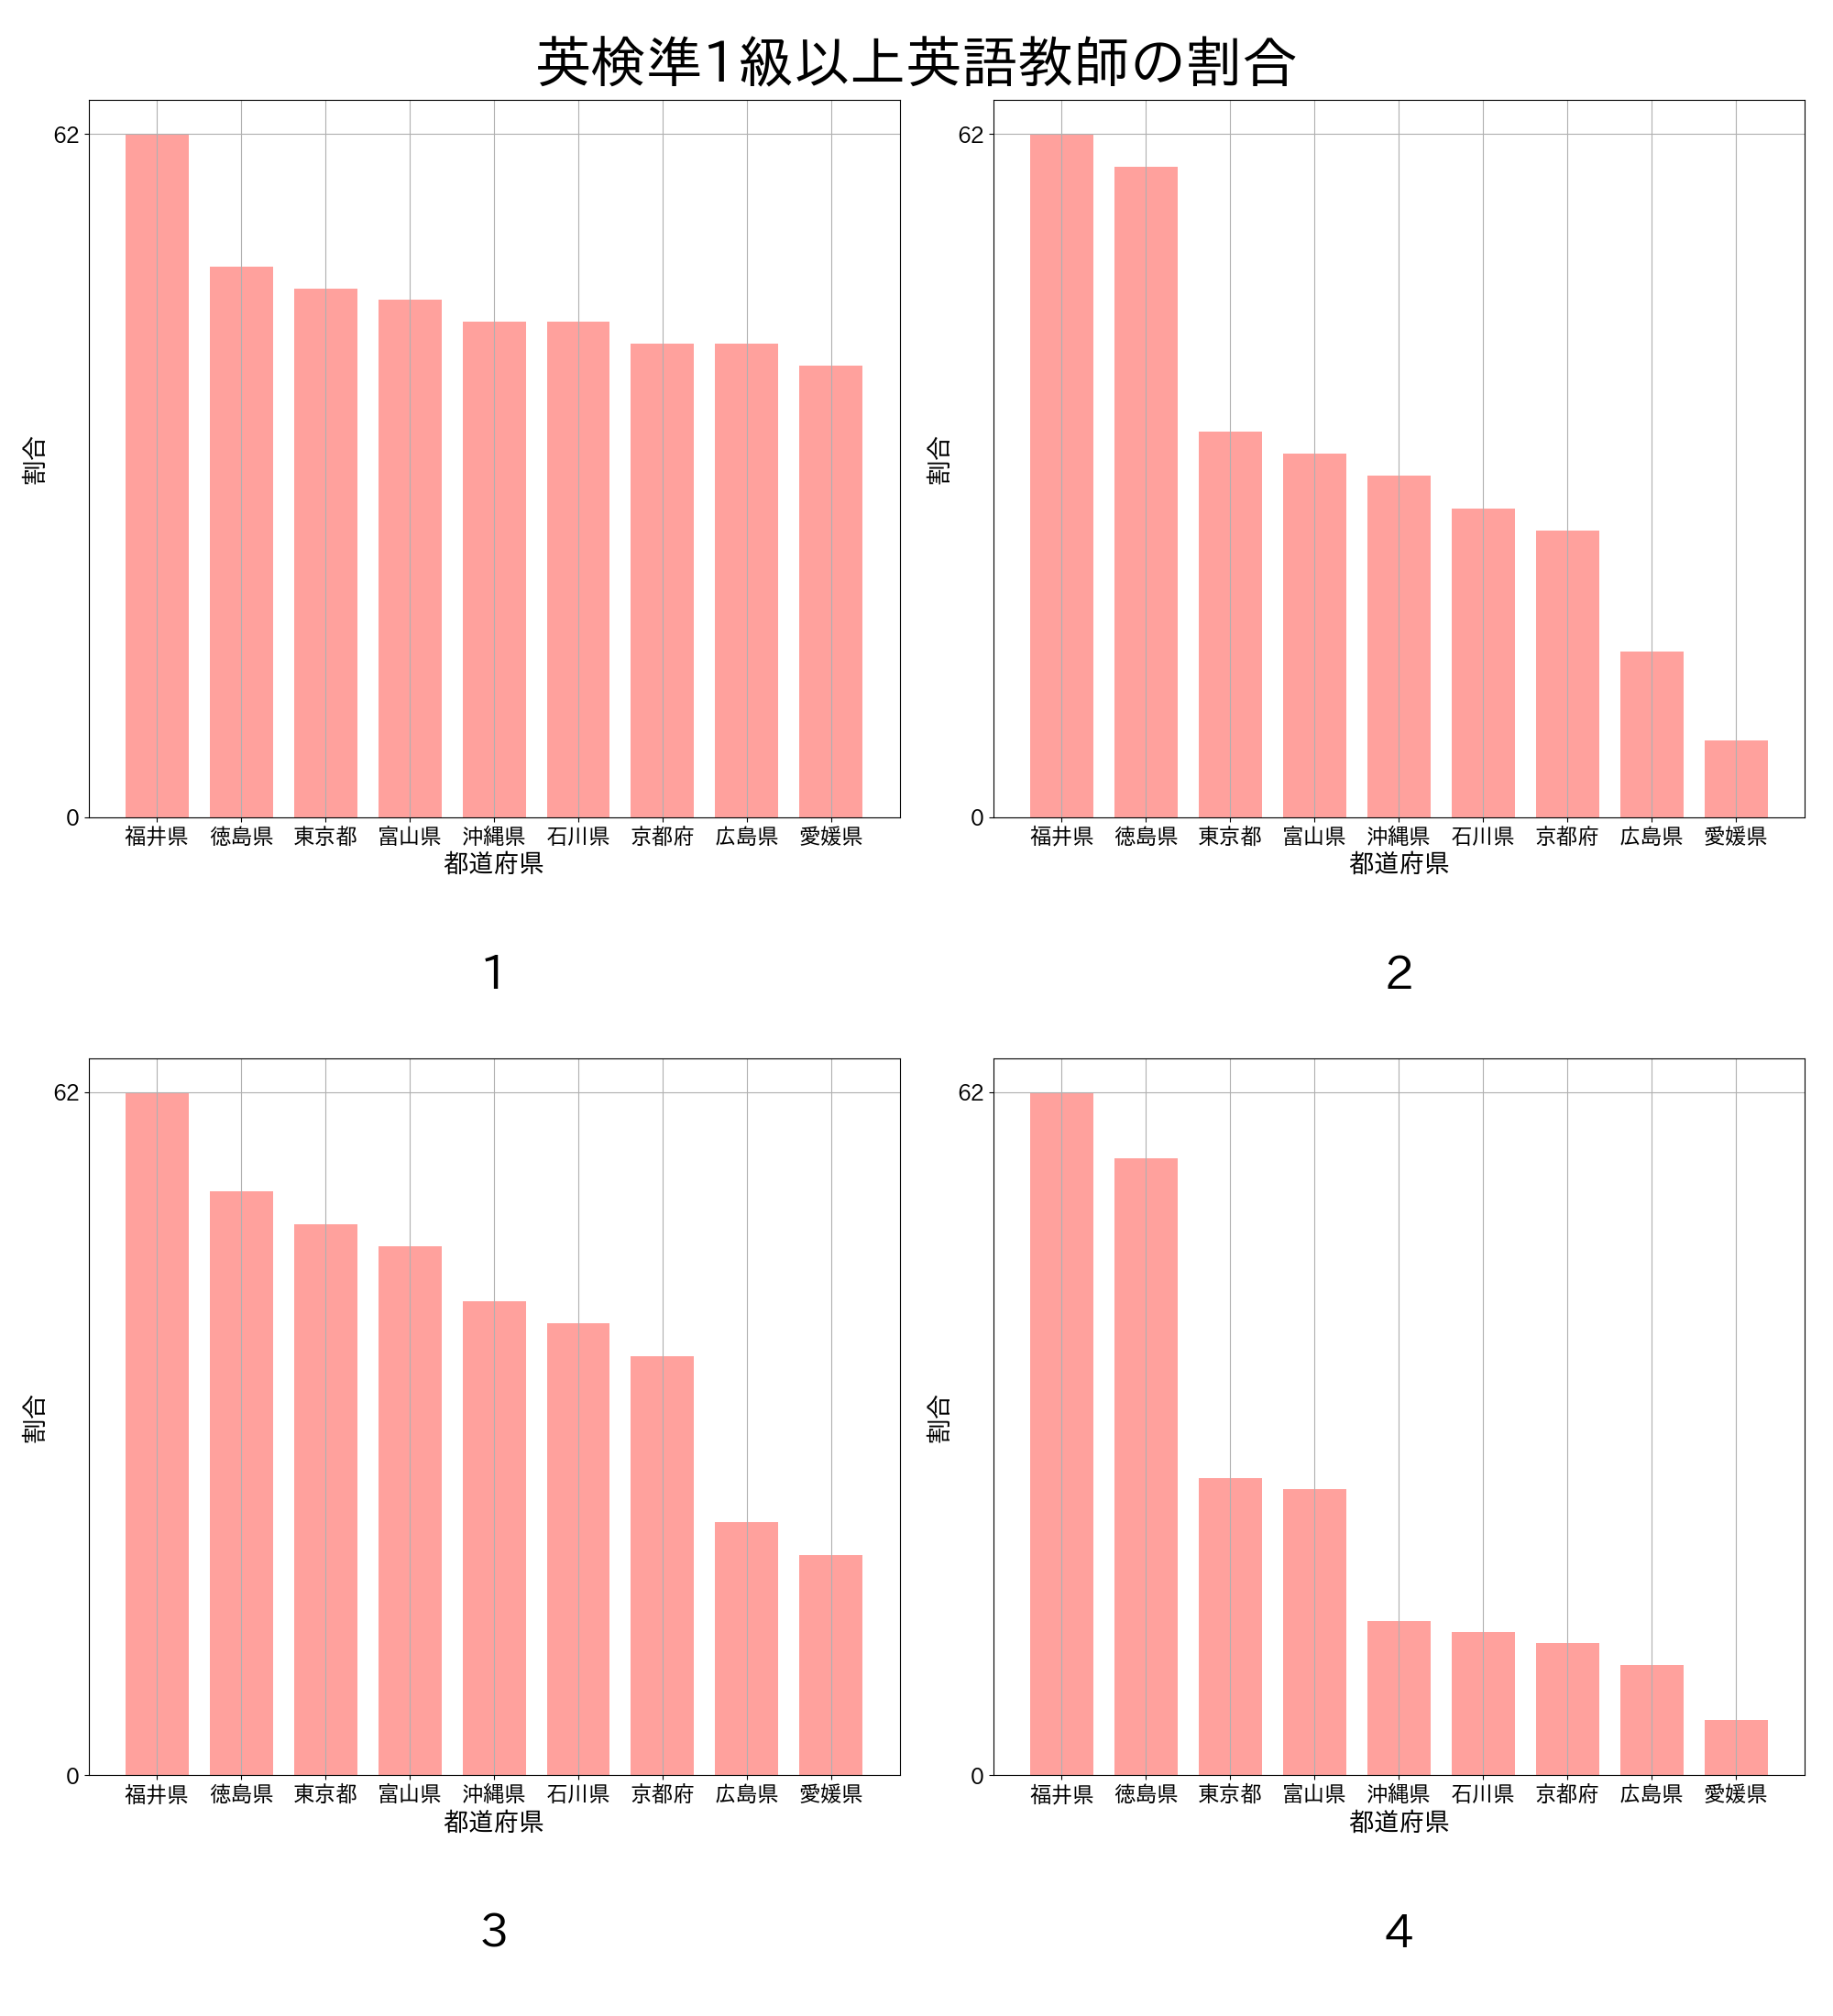 英検準1級以上英語教師の割合
62
0
割合
福井県 徳島県 東京都 富山県 沖縄県 石川県 京都府 広島県 愛媛県
都道府県
1
62
0
割合
福井県 徳島県 東京都 富山県 沖縄県 石川県 京都府 広島県 愛媛県
都道府県
2
62
0
割合
福井県 徳島県 東京都 富山県 沖縄県 石川県 京都府 広島県 愛媛県
都道府県
3
62
0
割合
福井県 徳島県 東京都 富山県 沖縄県 石川県 京都府 広島県 愛媛県
都道府県
4